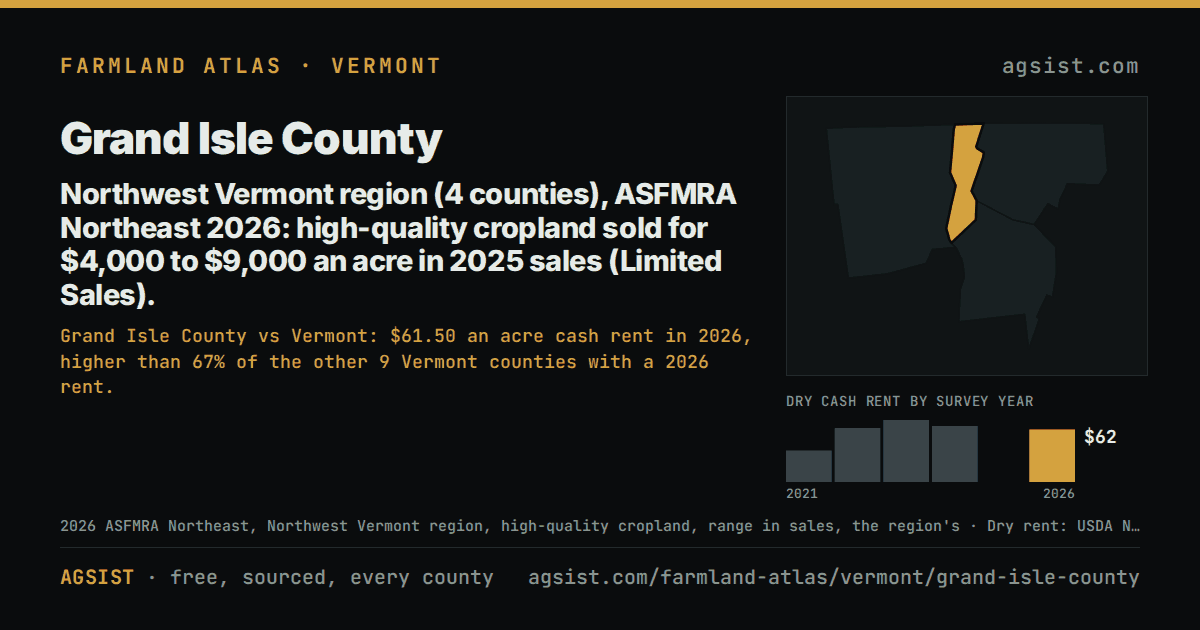 FARMLAND ATLAS · VERMONT
agsist.com
Grand Isle County
Northwest Vermont region (4 counties), ASFMRA
Northeast 2026: high-quality cropland sold for
$4,000 to $9,000 an acre in 2025 sales (Limited
Sales).
Grand Isle County vs Vermont: $61.50 an acre cash rent in 2026,
higher than 67% of the other 9 Vermont counties with a 2026
rent.
DRY CASH RENT BY SURVEY YEAR
$62
2021
2026
2026 ASFMRA Northeast, Northwest Vermont region, high-quality cropland, range in sales, the region's · Dry rent: USDA N…
AGSIST · free, sourced, every county
agsist.com/farmland-atlas/vermont/grand-isle-county